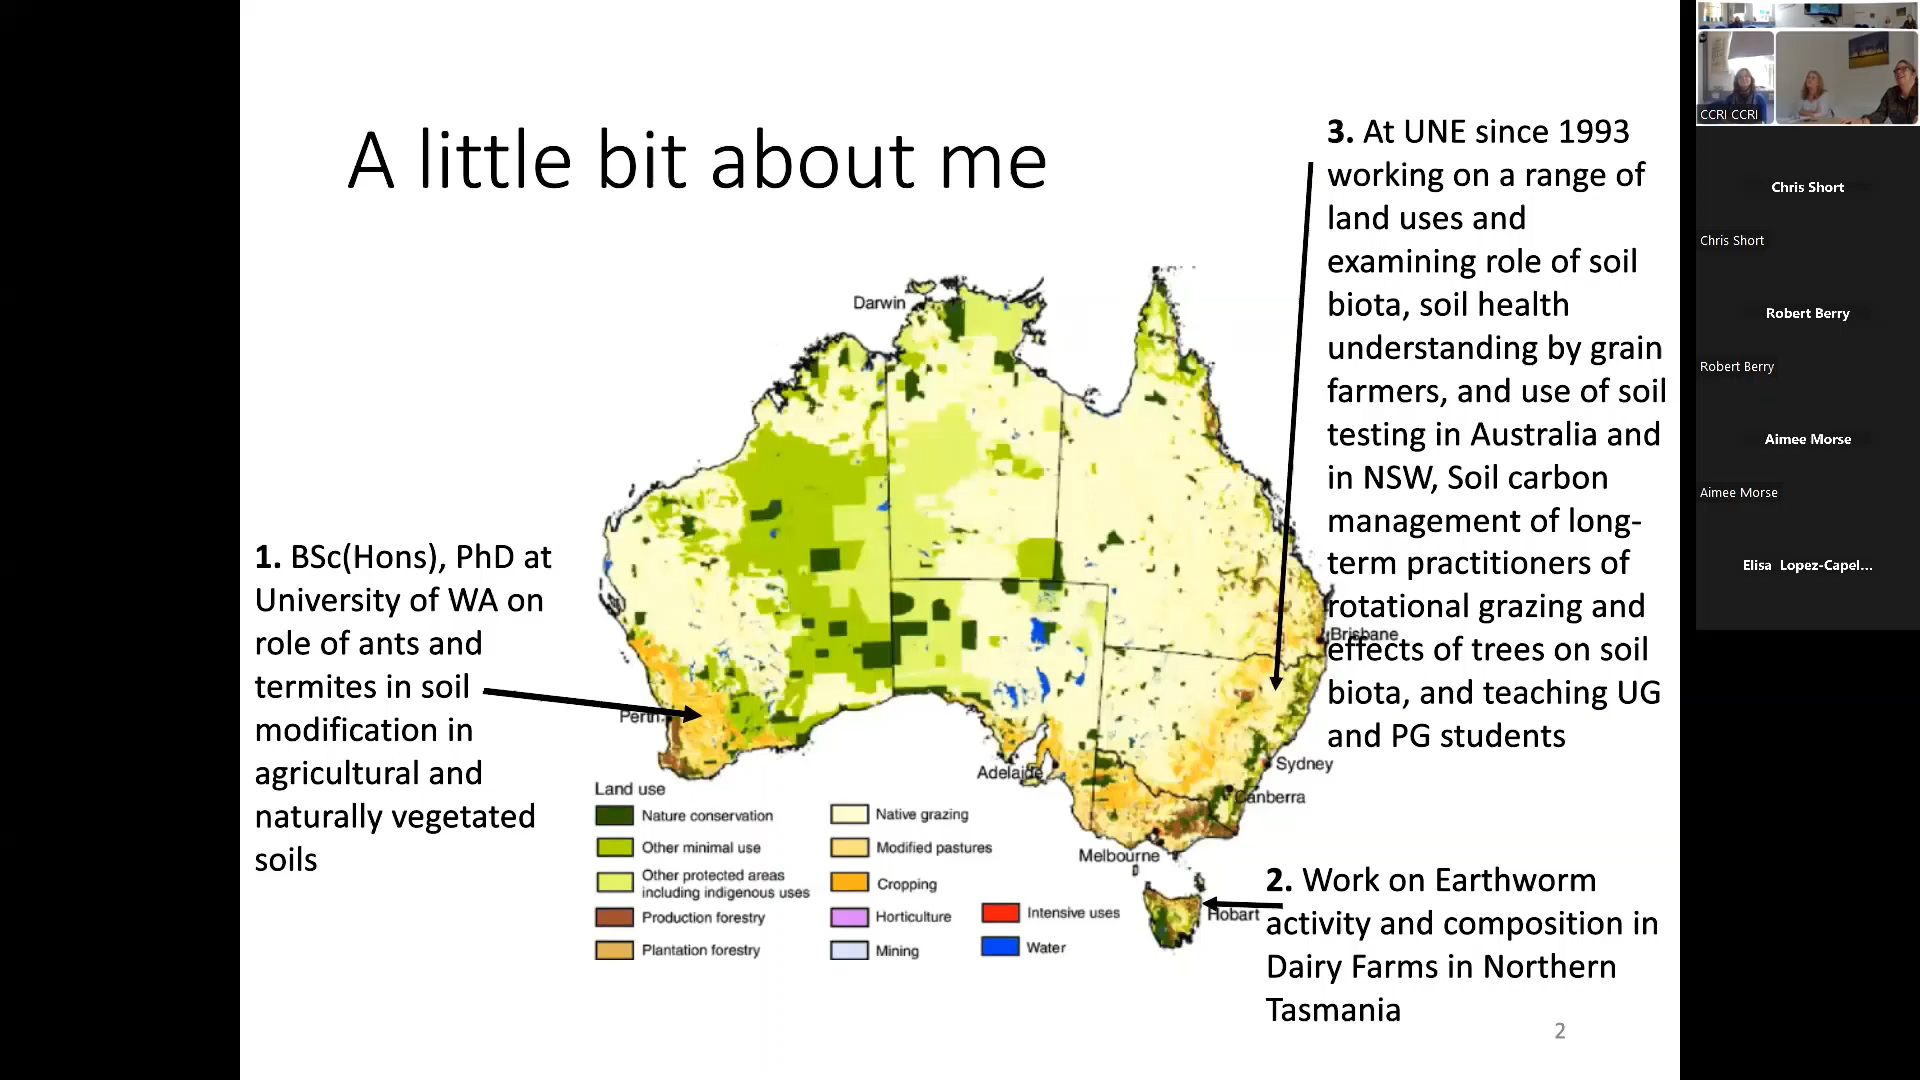 A little bit about me
1. BSc(Hons), PhD at
University of WA on
role of ants and
termites in soil
modification in
agricultural and
naturally vegetated
soils
3. At UNE since 1993
working on a range of
land uses and
examining role of soil
biota, soil health
understanding by grain
farmers, and use of soil
testing in Australia and
in NSW, Soil carbon
management of long-
term practitioners of
rotational grazing and
effects of trees on soil
biota, and teaching UG
and PG students
2. Work on Earthworm
activity and composition in
Dairy Farms in Northern
Tasmania
Darwin
Brisbane
Perth
Adelaide
Sydney
Canberra
Melbourne
Hobart
Land use
Nature conservation
Other minimal use
Other protected areas
including indigenous uses
Production forestry
Plantation forestry
Native grazing
Modified pastures
Cropping
Horticulture
Mining
Intensive uses
Water
2
CCRI CCRI
Chris Short
Chris Short
Robert Berry
Robert Berry
Aimee Morse
Aimee Morse
Elisa Lopez-Capel...